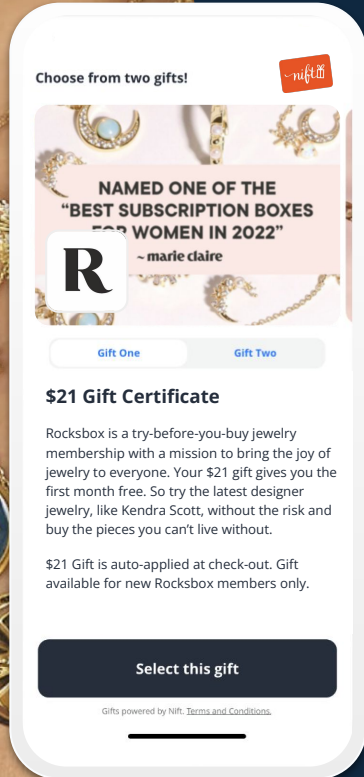 Choose from two gifts!
nift
NAMED ONE OF THE
“BEST SUBSCRIPTION BOXES
FOR WOMEN IN 2022”
~ marie claire
R
Gift One
Gift Two
$21 Gift Certificate
Rocksbox is a try-before-you-buy jewelry
membership with a mission to bring the joy of
jewelry to everyone. Your $21 gift gives you the
first month free. So try the latest designer
jewelry, like Kendra Scott, without the risk and
buy the pieces you can’t live without.
$21 Gift is auto-applied at check-out. Gift
available for new Rocksbox members only.
Select this gift
Gifts powered by Nift. Terms and Conditions.